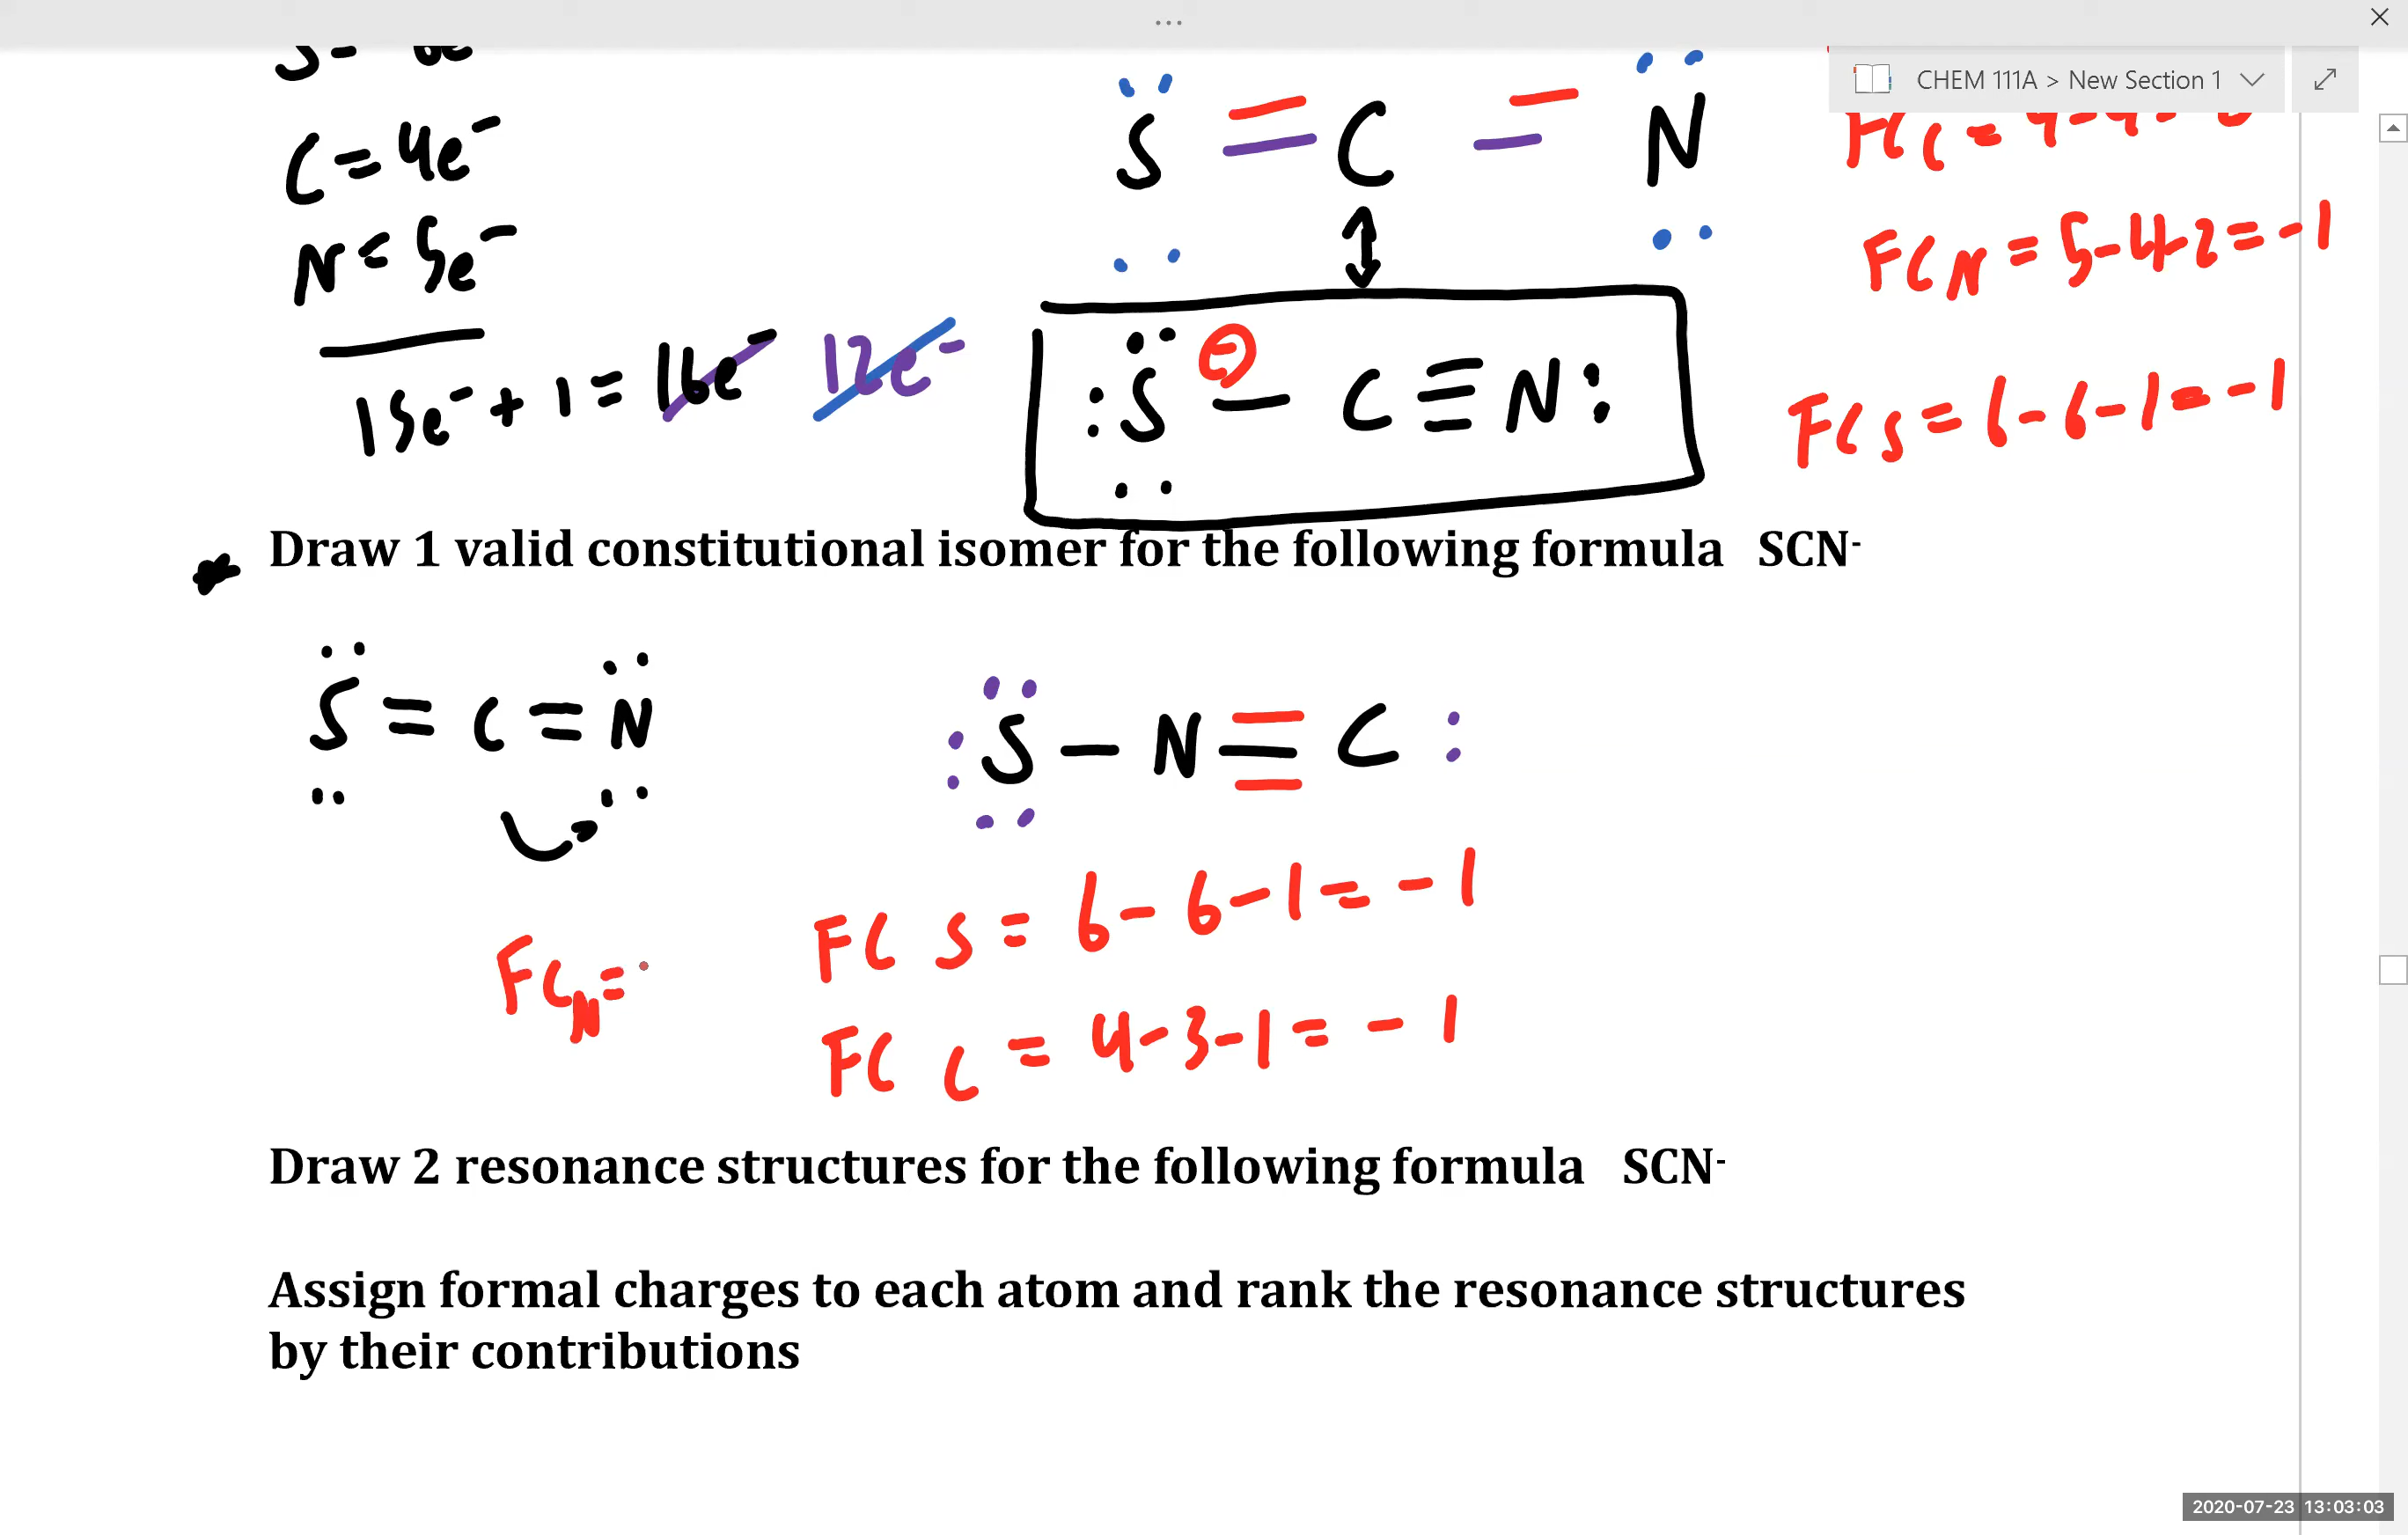 CHEM 111A > New Section 1
C = 4e⁻
S = C - N
N = 5e⁻
FC N = 5-4-2 = -1
15e⁻ + 1 = 16e⁻ 12e⁻
:S ⊖ - C ≡ N:
FC S = 6-6-1 = -1
Draw 1 valid constitutional isomer for the following formula SCN-
S = C = N
:S - N ≡ C:
FC S = 6-6-1 = -1
FC N =
FC C = 4-3-1 = -1
Draw 2 resonance structures for the following formula SCN-
Assign formal charges to each atom and rank the resonance structures
by their contributions
2020-07-23 13:03:03